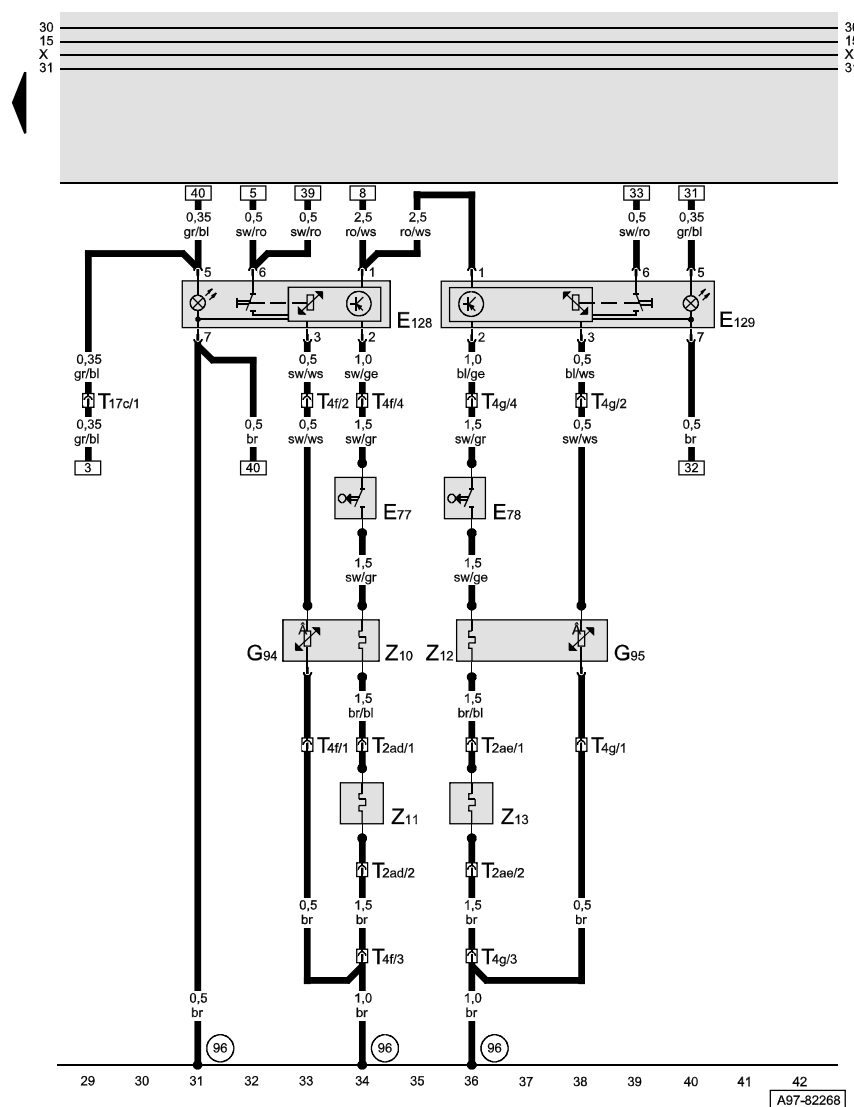 30 30
15 15
X X
31 31
40 5 39 8 33 31
0,35 0,5 0,5 2,5 2,5 0,5 0,35
gr/bl sw/ro sw/ro ro/ws ro/ws sw/ro gr/bl
5 6 1 1 6 5
E128 E129
7 3 2 2 3 7
0,35 0,5 1,0 1,0 0,5
gr/bl sw/ws sw/ge bl/ge bl/ws
T17c/1 T4f/2 T4f/4 T4g/4 T4g/2
0,35 0,5 0,5 1,5 1,5 0,5 0,5
gr/bl br sw/ws sw/gr sw/gr sw/ws br
3 40 32
E77 E78
1,5 1,5
sw/gr sw/ge
Å Å
G94 Z10 Z12 G95
1,5 1,5
br/bl br/bl
T4f/1 T2ad/1 T2ae/1 T4g/1
Z11 Z13
T2ad/2 T2ae/2
0,5 1,5 1,5 0,5
br br br br
T4f/3 T4g/3
0,5 1,0 1,0
br br br
96 96 96
29 30 31 32 33 34 35 36 37 38 39 40 41 42
A97-82268